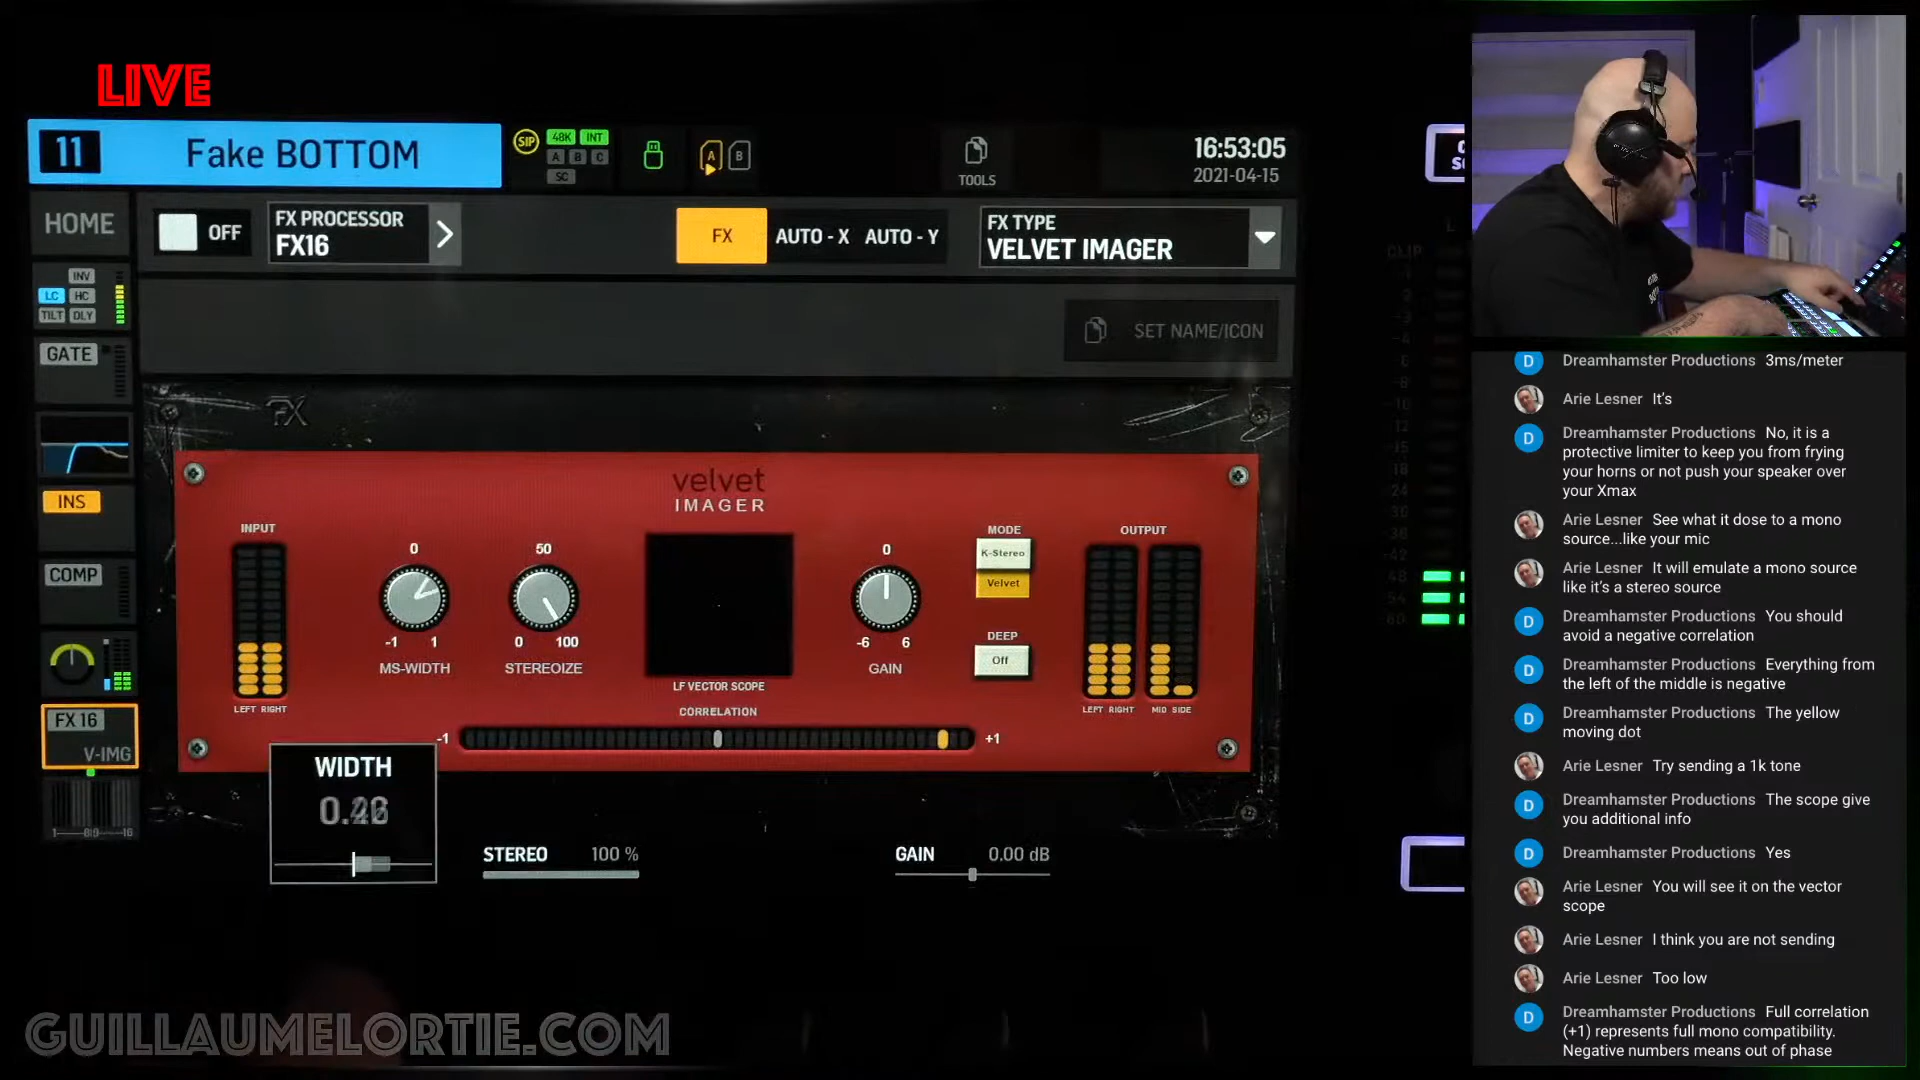 LIVE
11
Fake BOTTOM
SIP
48K INT
A B C
SC
A B
TOOLS
16:53:05
2021-04-15
HOME
OFF
FX PROCESSOR
FX16
FX
AUTO - X
AUTO - Y
FX TYPE
VELVET IMAGER
INV
LC HC
TILT DLY
SET NAME/ICON
GATE
FX
INS
COMP
FX 16
V-IMG
velvet
IMAGER
INPUT
LEFT RIGHT
0
-1 1
MS-WIDTH
50
0 100
STEREOIZE
LF VECTOR SCOPE
CORRELATION
-1
+1
0
-6 6
GAIN
MODE
K-Stereo
Velvet
DEEP
Off
OUTPUT
LEFT RIGHT
MID SIDE
WIDTH
STEREO 100 %
GAIN 0.00 dB
CLIP
GUILLAUMELORTIE.COM
D Dreamhamster Productions 3ms/meter
Arie Lesner It's
D Dreamhamster Productions No, it is a
protective limiter to keep you from frying
your horns or not push your speaker over
your Xmax
Arie Lesner See what it dose to a mono
source...like your mic
Arie Lesner It will emulate a mono source
like it's a stereo source
D Dreamhamster Productions You should
avoid a negative correlation
D Dreamhamster Productions Everything from
the left of the middle is negative
D Dreamhamster Productions The yellow
moving dot
Arie Lesner Try sending a 1k tone
D Dreamhamster Productions The scope give
you additional info
D Dreamhamster Productions Yes
Arie Lesner You will see it on the vector
scope
Arie Lesner I think you are not sending
Arie Lesner Too low
D Dreamhamster Productions Full correlation
(+1) represents full mono compatibility.
Negative numbers means out of phase